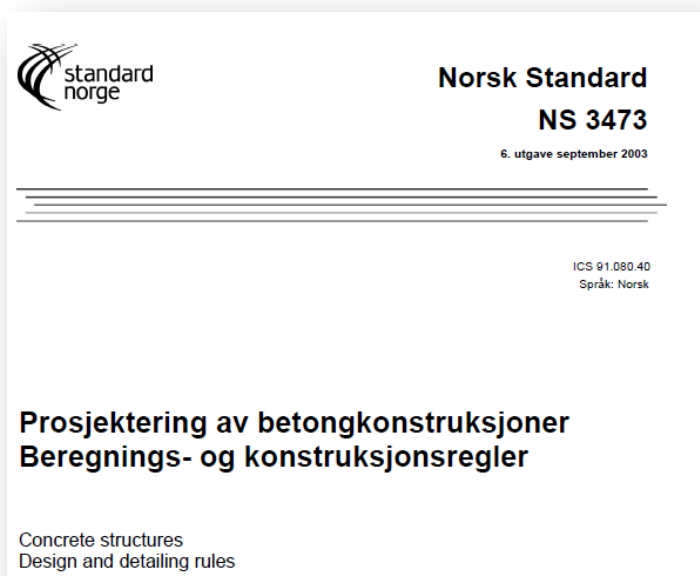 standard
norge
Norsk Standard
NS 3473
6. utgave september 2003
ICS 91.080.40
Språk: Norsk
Prosjektering av betongkonstruksjoner
Beregnings- og konstruksjonsregler
Concrete structures
Design and detailing rules